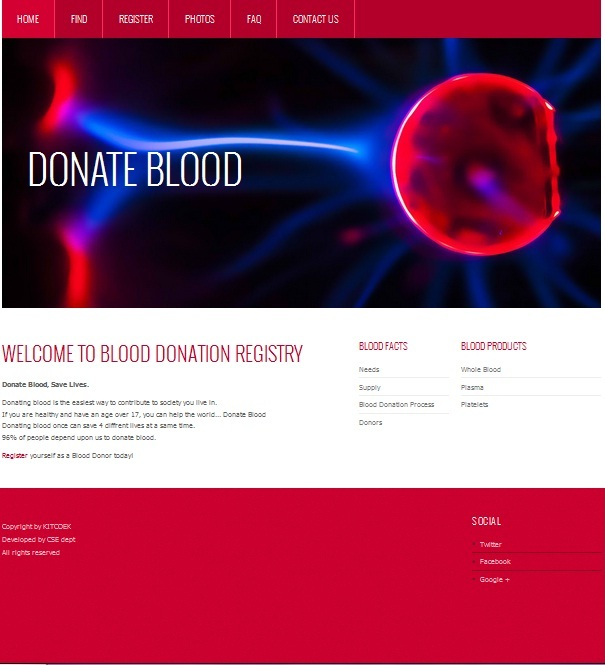 HOME FIND REGISTER PHOTOS FAQ CONTACT US
DONATE BLOOD
WELCOME TO BLOOD DONATION REGISTRY
Donate Blood, Save Lives.
Donating blood is the easiest way to contribute to society you live in.
If you are healthy and have an age over 17, you can help the world... Donate Blood
Donating blood once can save 4 diffrent lives at a same time.
96% of people depend upon us to donate blood.
Register yourself as a Blood Donor today!
BLOOD FACTS
Needs
Supply
Blood Donation Process
Donors
BLOOD PRODUCTS
Whole Blood
Plasma
Platelets
Copyright by KITCOEK
Developed by CSE dept
All rights reserved
SOCIAL
Twitter
Facebook
Google +